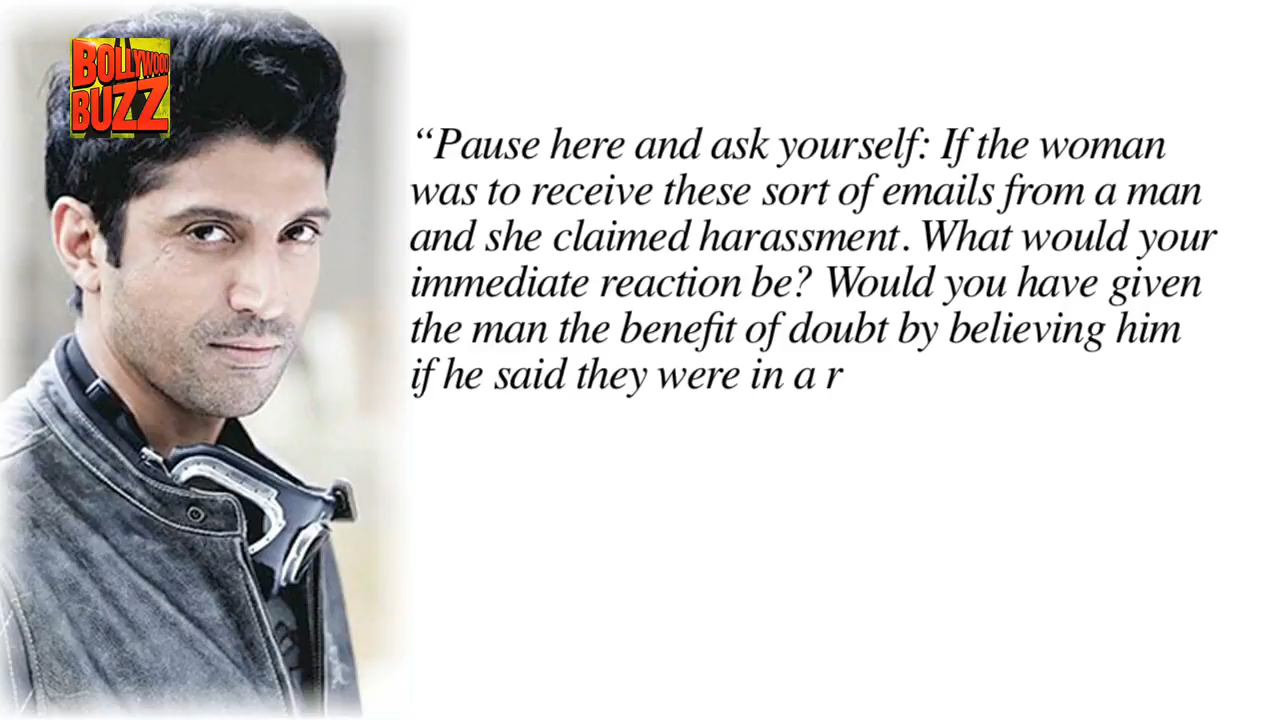 BOLLYWOOD
BUZZ
“Pause here and ask yourself: If the woman
was to receive these sort of emails from a man
and she claimed harassment. What would your
immediate reaction be? Would you have given
the man the benefit of doubt by believing him
if he said they were in a r